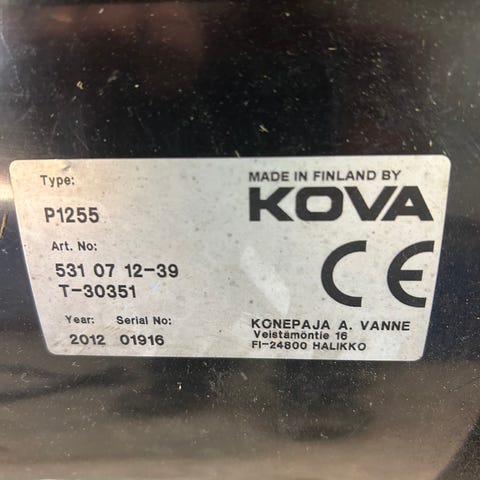 Type:
P1255
Art. No:
531 07 12-39
T-30351
Year: Serial No:
2012 01916
MADE IN FINLAND BY
KOVA
CE
KONEPAJA A. VANNE
Veistämöntie 16
FI-24800 HALIKKO